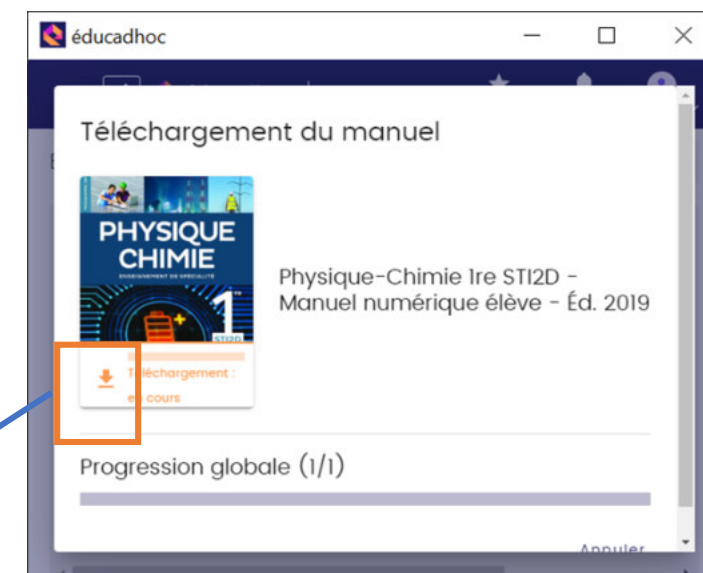 éducadhoc
Téléchargement du manuel
PHYSIQUE
CHIMIE
ENSEIGNEMENT DE SPÉCIALITÉ
1re
STI2D
Physique-Chimie 1re STI2D -
Manuel numérique élève - Éd. 2019
Téléchargement :
en cours
Progression globale (1/1)
Annuler